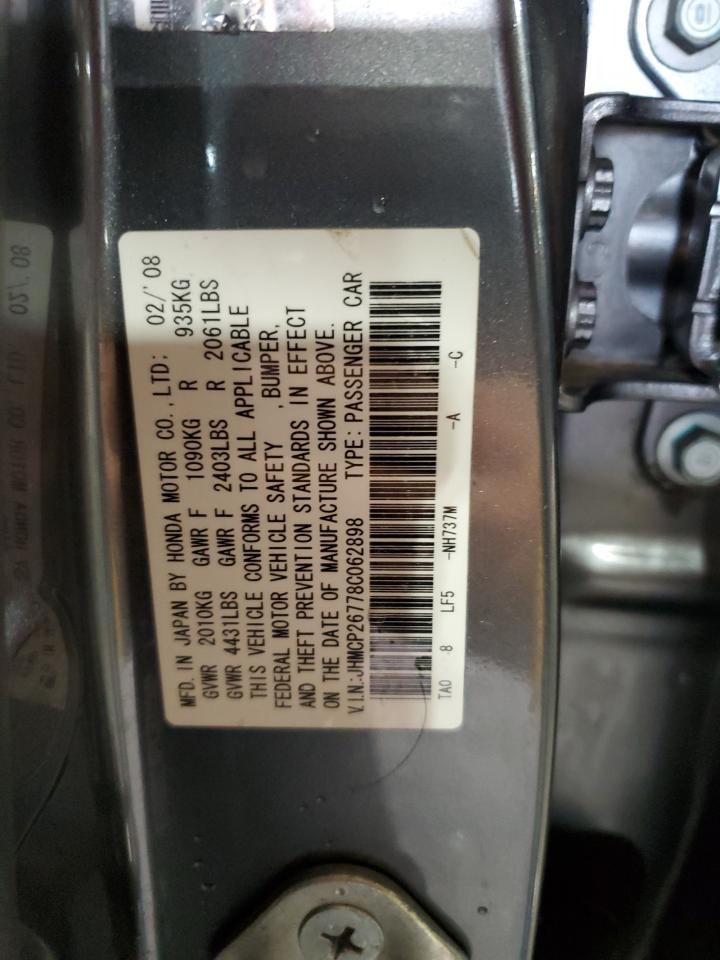 MFD. IN JAPAN BY HONDA MOTOR CO., LTD: 02/'08
GVWR 2010KG GAWR F 1090KG R 935KG
GVWR 4431LBS GAWR F 2403LBS R 2061LBS
THIS VEHICLE CONFORMS TO ALL APPLICABLE
FEDERAL MOTOR VEHICLE SAFETY , BUMPER,
AND THEFT PREVENTION STANDARDS IN EFFECT
ON THE DATE OF MANUFACTURE SHOWN ABOVE.
V.I.N:JHMCP26778C062898 TYPE: PASSENGER CAR
TA0 8 LF5 -NH737M -A -C